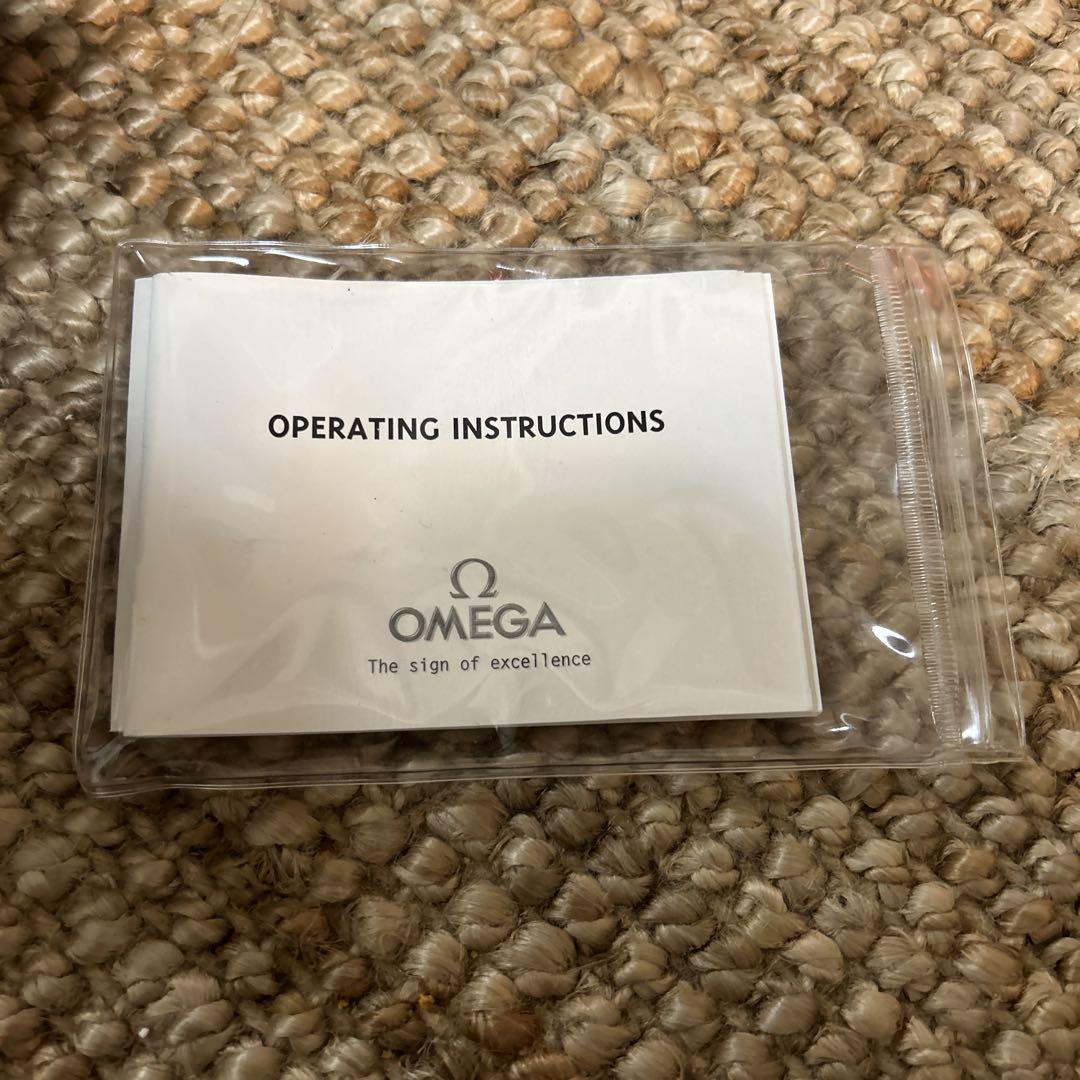 OPERATING INSTRUCTIONS
Ω
OMEGA
The sign of excellence